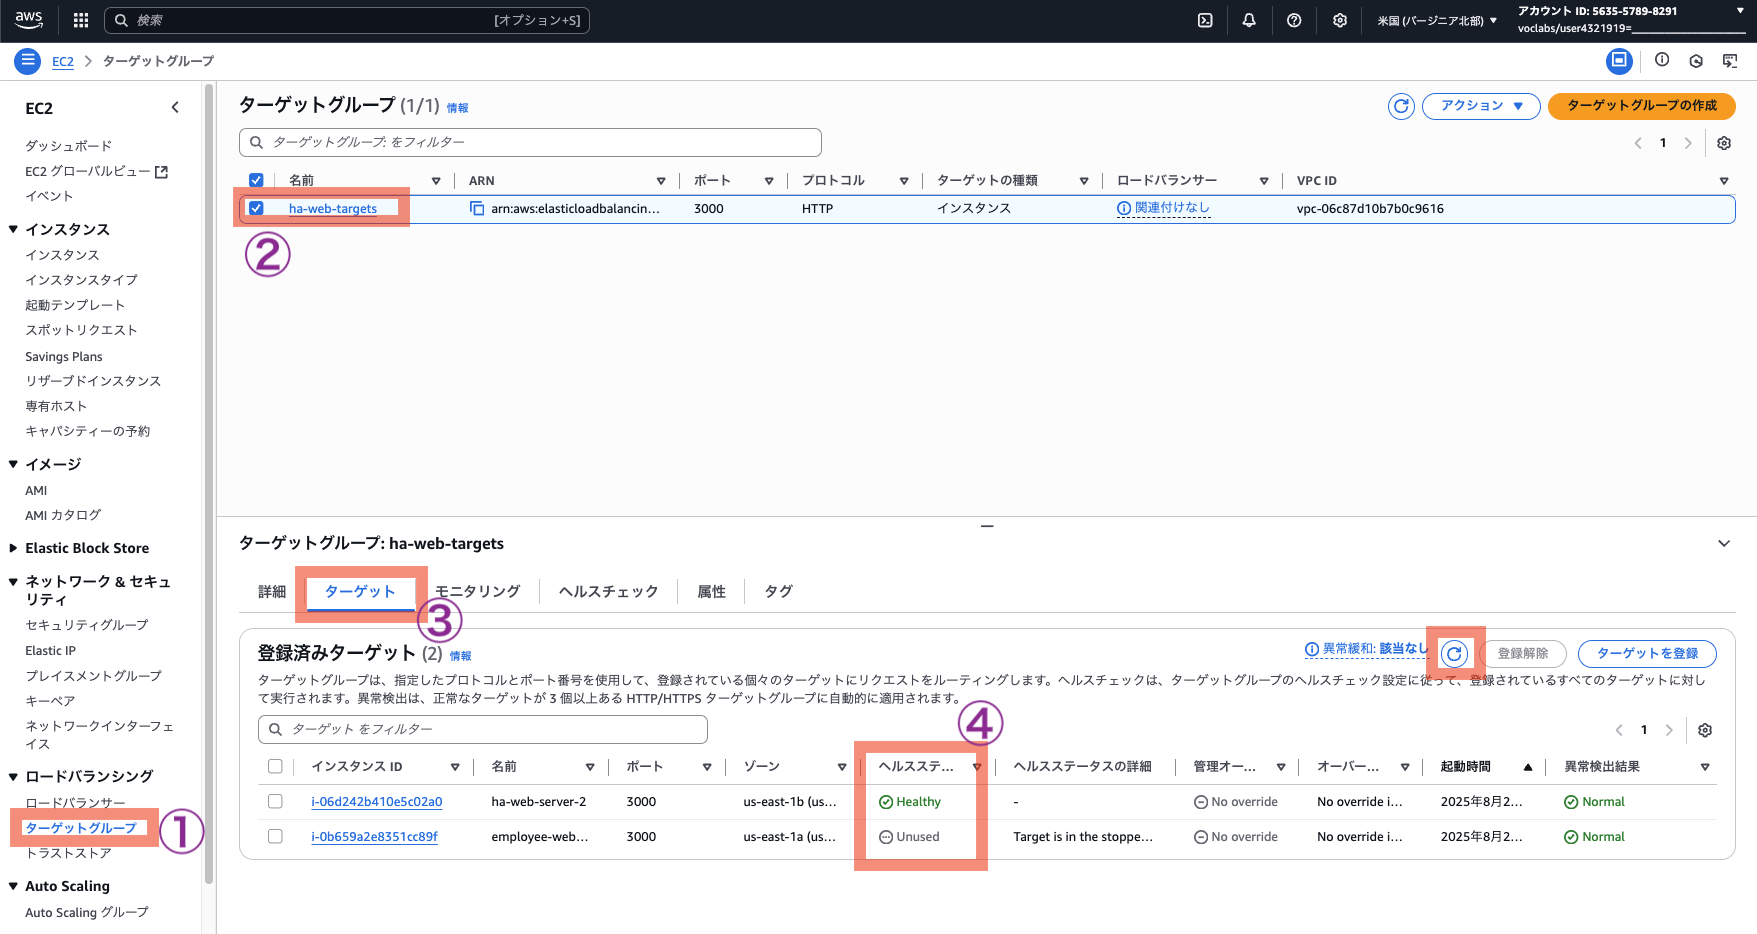 aws
検索
[オプション+S]
米国 (バージニア北部) ▼
アカウント ID: 5635-5789-8291
voclabs/user4321919=
EC2 > ターゲットグループ
EC2
ダッシュボード
EC2 グローバルビュー
イベント
インスタンス
インスタンス
インスタンスタイプ
起動テンプレート
スポットリクエスト
Savings Plans
リザーブドインスタンス
専有ホスト
キャパシティーの予約
イメージ
AMI
AMI カタログ
Elastic Block Store
ネットワーク & セキュ
リティ
セキュリティグループ
Elastic IP
プレイスメントグループ
キーペア
ネットワークインターフェ
イス
ロードバランシング
ロードバランサー
ターゲットグループ
①
トラストストア
Auto Scaling
Auto Scaling グループ
ターゲットグループ (1/1) 情報
アクション ▼
ターゲットグループの作成
ターゲットグループ: をフィルター
1
名前 ARN ポート プロトコル ターゲットの種類 ロードバランサー VPC ID
ha-web-targets arn:aws:elasticloadbalancin... 3000 HTTP インスタンス 関連付けなし vpc-06c87d10b7b0c9616
②
ターゲットグループ: ha-web-targets
詳細 ターゲット モニタリング ヘルスチェック 属性 タグ
③
登録済みターゲット (2) 情報
異常緩和: 該当なし
登録解除
ターゲットを登録
ターゲットグループは、指定したプロトコルとポート番号を使用して、登録されている個々のターゲットにリクエストをルーティングします。ヘルスチェックは、ターゲットグループのヘルスチェック設定に従って、登録されているすべてのターゲットに対し
て実行されます。異常検出は、正常なターゲットが 3 個以上ある HTTP/HTTPS ターゲットグループに自動的に適用されます。
ターゲット をフィルター
④
1
インスタンス ID 名前 ポート ゾーン ヘルスステ... ヘルスステータスの詳細 管理オー... オーバー... 起動時間 異常検出結果
i-06d242b410e5c02a0 ha-web-server-2 3000 us-east-1b (us... Healthy - No override No override i... 2025年8月2... Normal
i-0b659a2e8351cc89f employee-web... 3000 us-east-1a (us... Unused Target is in the stoppe... No override No override i... 2025年8月2... Normal